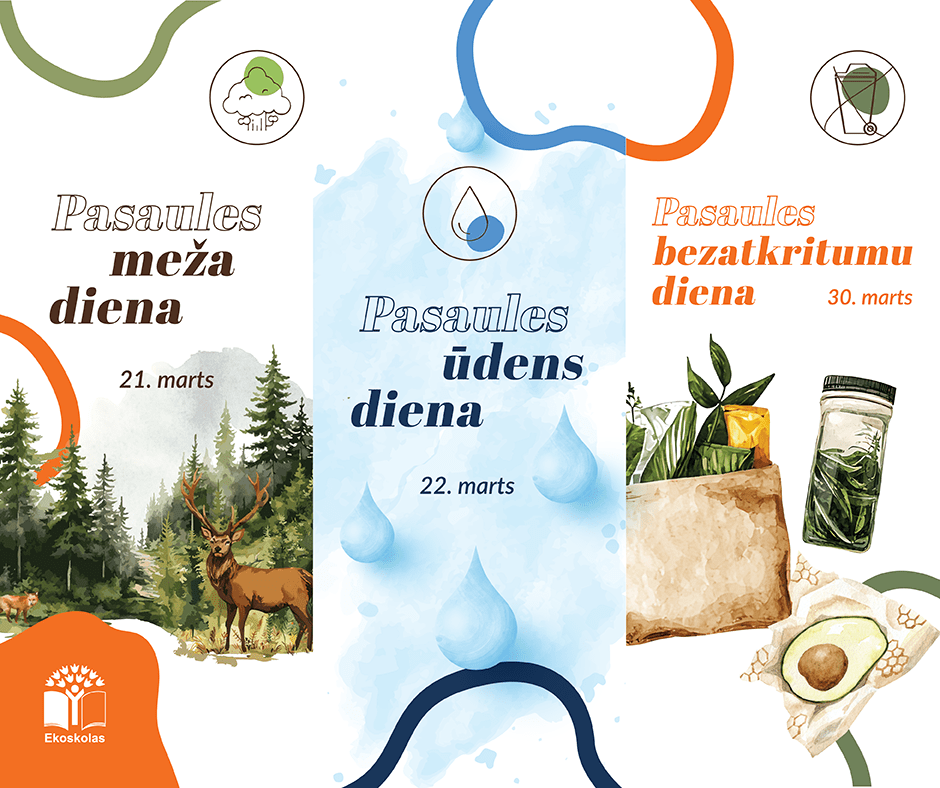 Pasaules
meža
diena
21. marts
Pasaules
ūdens
diena
22. marts
Pasaules
bezatkritumu
diena
30. marts
Ekoskolas